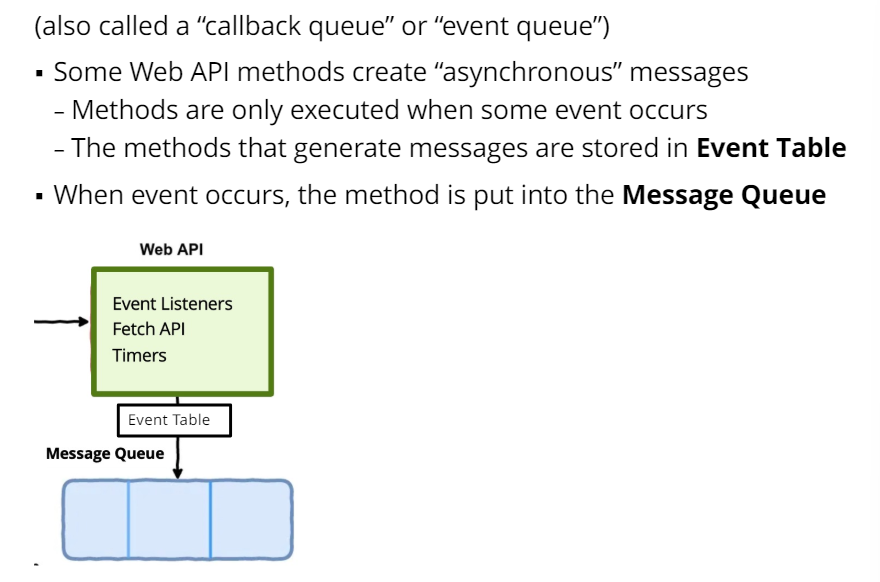 (also called a “callback queue” or “event queue”)
▪ Some Web API methods create “asynchronous” messages
– Methods are only executed when some event occurs
– The methods that generate messages are stored in Event Table
▪ When event occurs, the method is put into the Message Queue
Web API
Event Listeners
Fetch API
Timers
Event Table
Message Queue